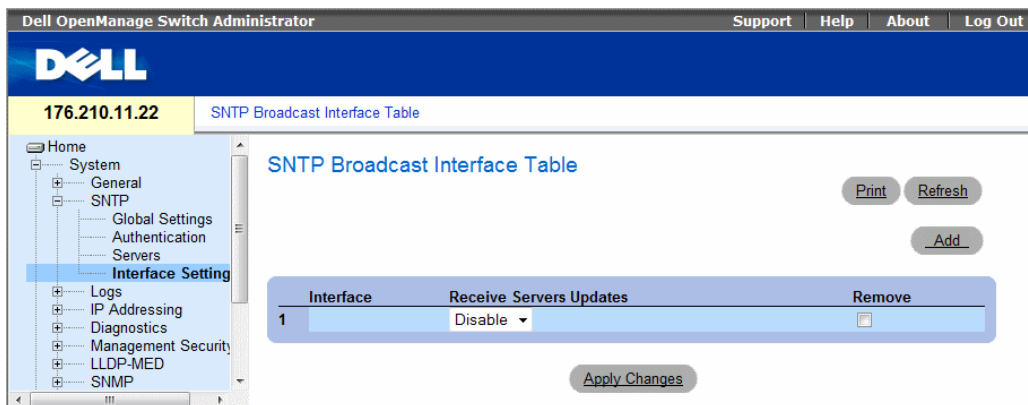 Dell OpenManage Switch Administrator
Support Help About Log Out
DELL
176.210.11.22
SNTP Broadcast Interface Table
Home
System
General
SNTP
Global Settings
Authentication
Servers
Interface Setting
Logs
IP Addressing
Diagnostics
Management Security
LLDP-MED
SNMP
SNTP Broadcast Interface Table
Print Refresh
Add
Interface Receive Servers Updates Remove
1 Disable
Apply Changes